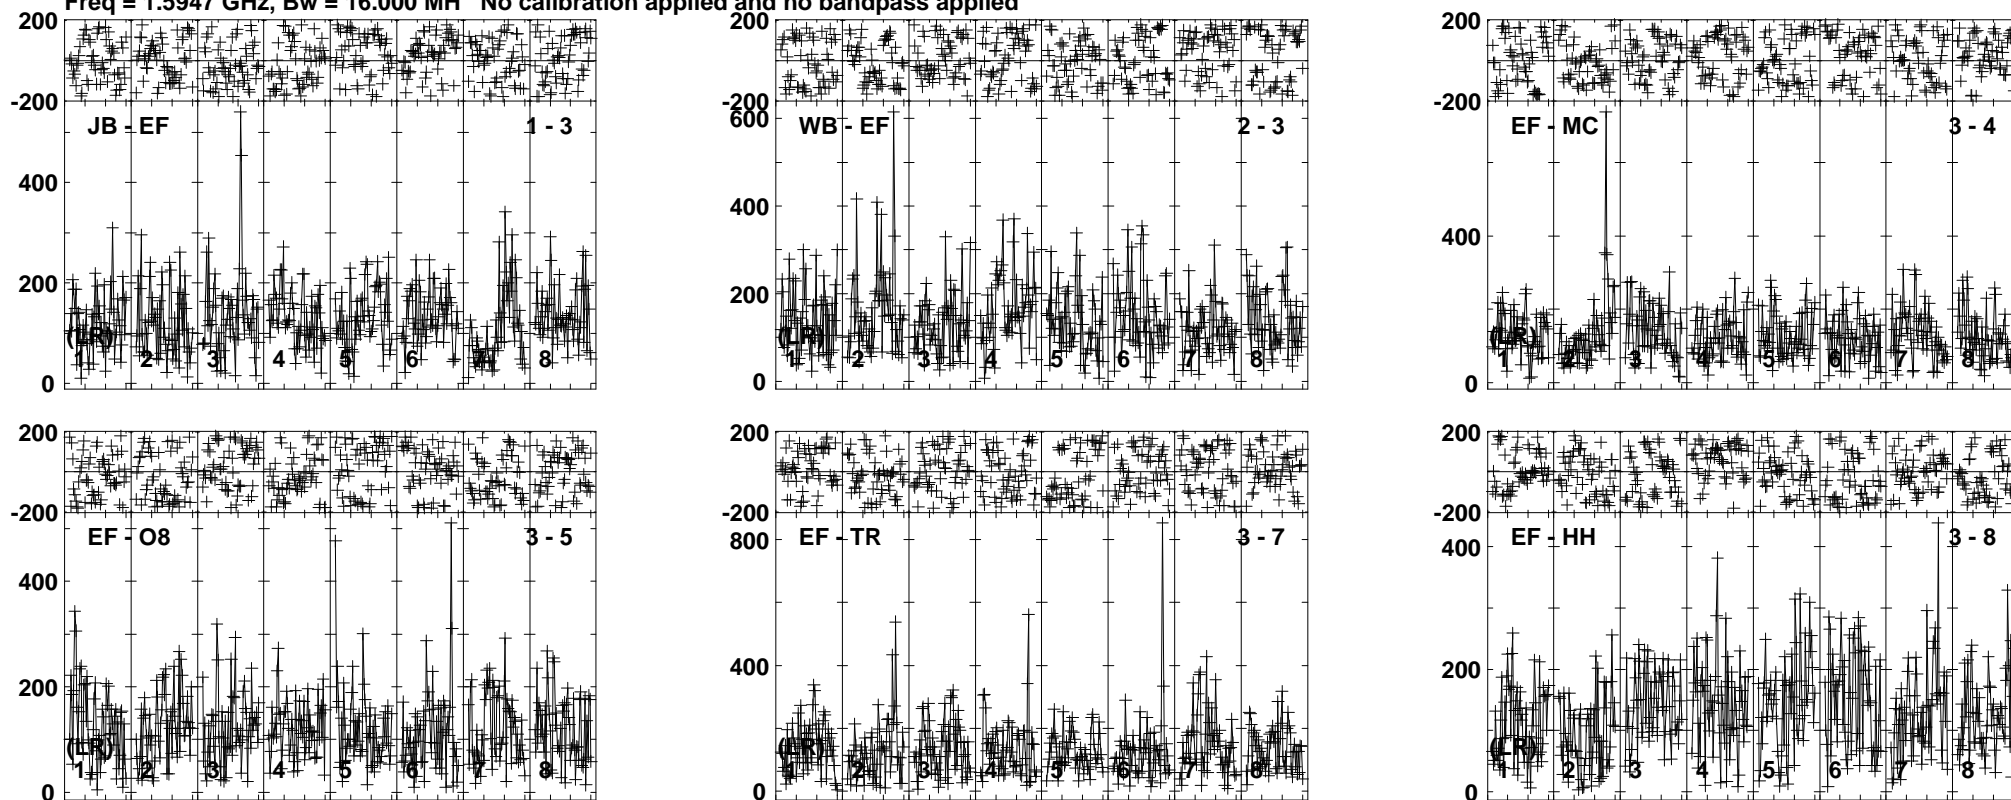 Freq = 1.5947 GHz, Bw = 16.000 MH No calibration applied and no bandpass applied
200
-200
JB - EF 1 - 3
400
200
0
(LR)
1 2 3 4 5 6 7 8
200
-200
WB - EF 2 - 3
600
400
200
0
(LR)
1 2 3 4 5 6 7 8
200
-200
EF - MC 3 - 4
400
0
(LR)
1 2 3 4 5 6 7 8
200
-200
EF - O8 3 - 5
400
200
0
(LR)
1 2 3 4 5 6 7 8
200
-200
EF - TR 3 - 7
800
400
0
(LR)
1 2 3 4 5 6 7 8
200
-200
EF - HH 3 - 8
400
200
0
(LR)
1 2 3 4 5 6 7 8